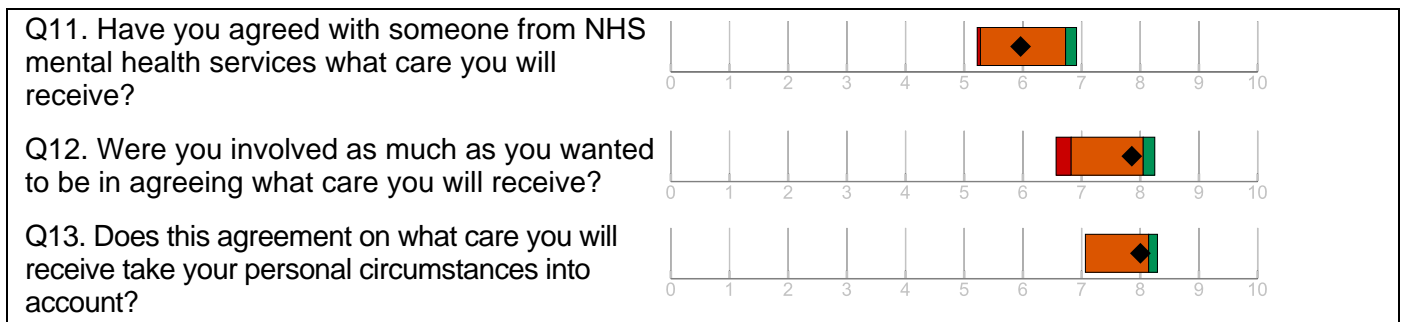 Q11. Have you agreed with someone from NHS
mental health services what care you will
receive?
0 1 2 3 4 5 6 7 8 9 10
Q12. Were you involved as much as you wanted
to be in agreeing what care you will receive?
0 1 2 3 4 5 6 7 8 9 10
Q13. Does this agreement on what care you will
receive take your personal circumstances into
account?
0 1 2 3 4 5 6 7 8 9 10